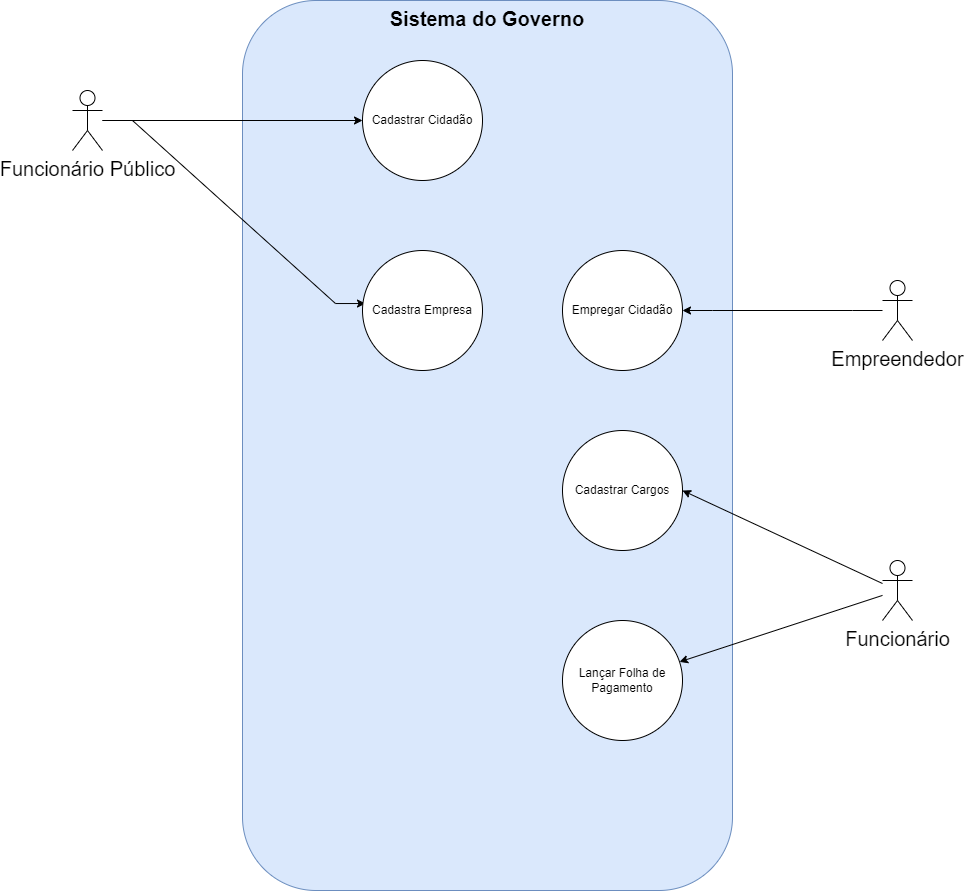 Sistema do Governo
Cadastrar Cidadão
Funcionário Público
Cadastra Empresa
Empregar Cidadão
Empreendedor
Cadastrar Cargos
Funcionário
Lançar Folha de
Pagamento